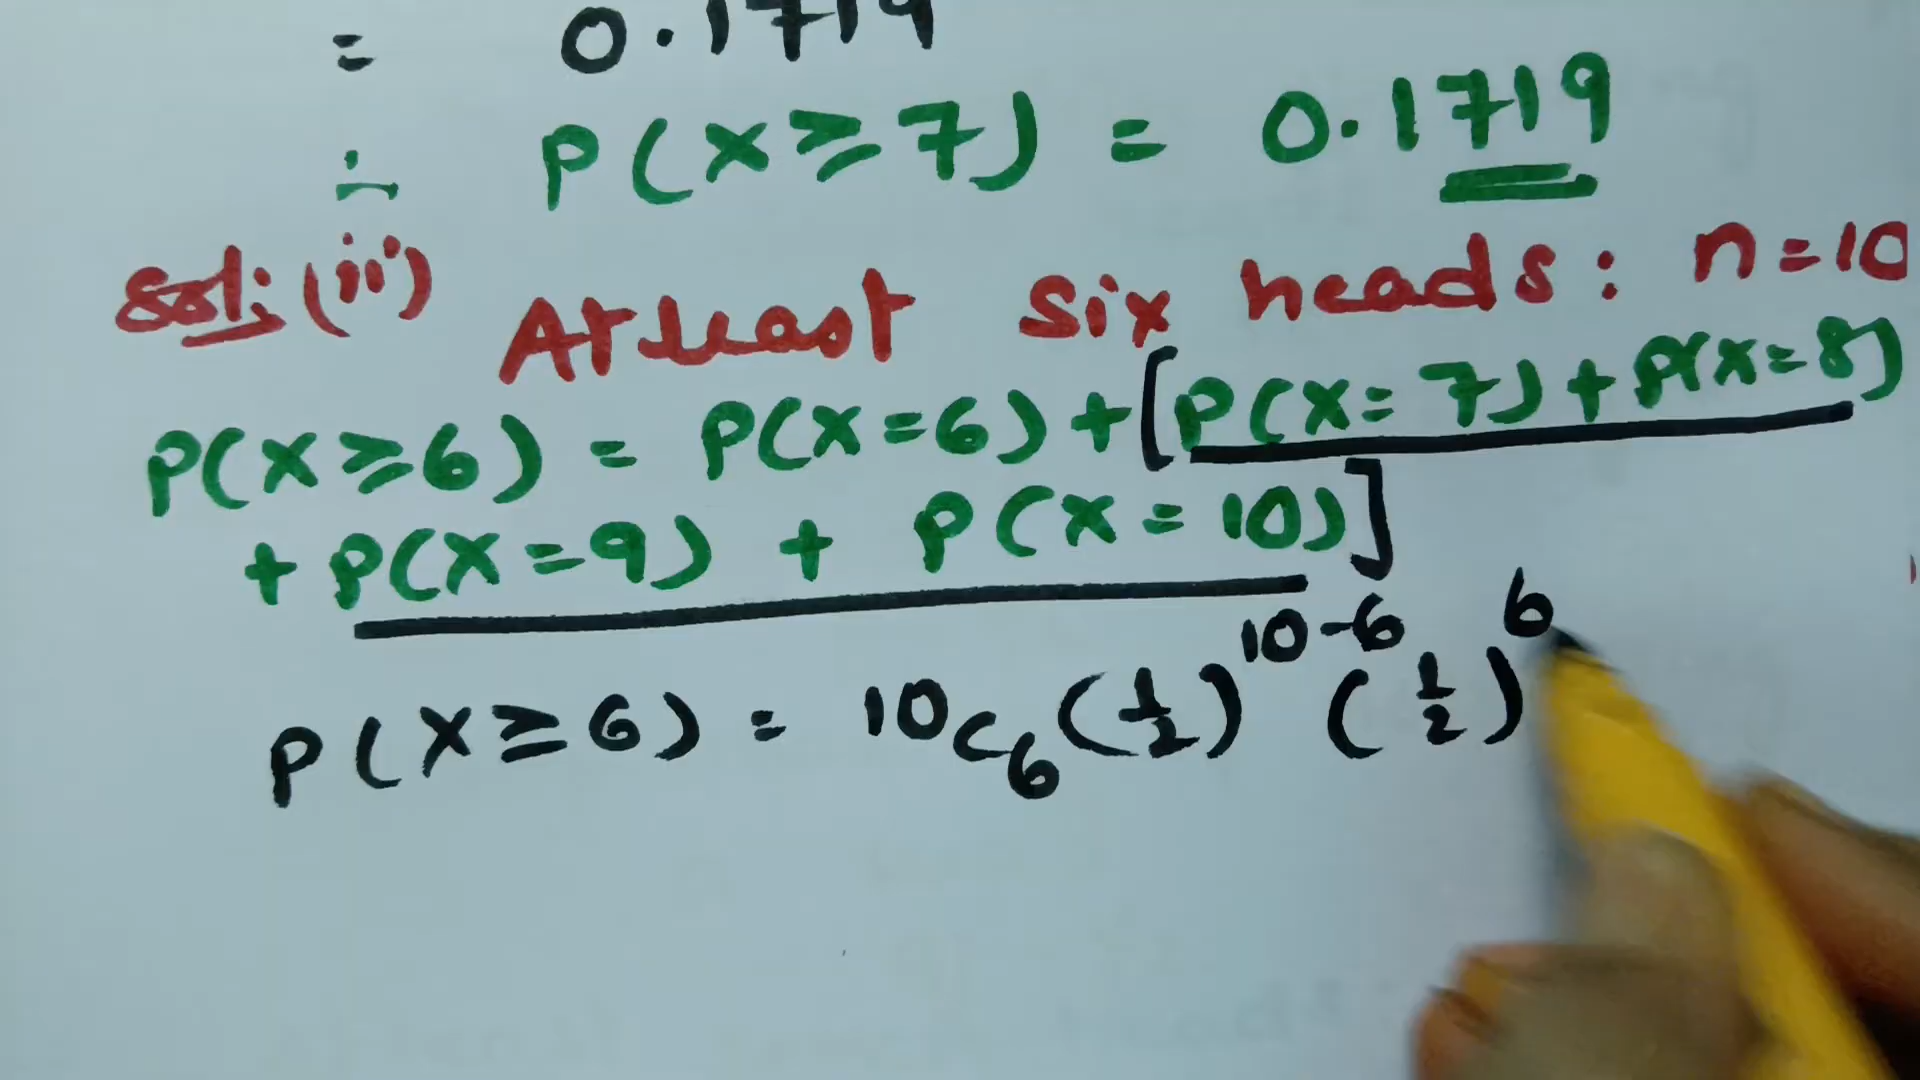 = 0.1719
∴ P(X≥7) = 0.1719
Sol; (ii) Atleast six heads: n=10
P(X≥6) = P(X=6) + [P(X=7) + P(X=8)
+ P(X=9) + P(X=10)]
P(X≥6) = 10C₆ (1/2)¹⁰⁻⁶ (1/2)⁶